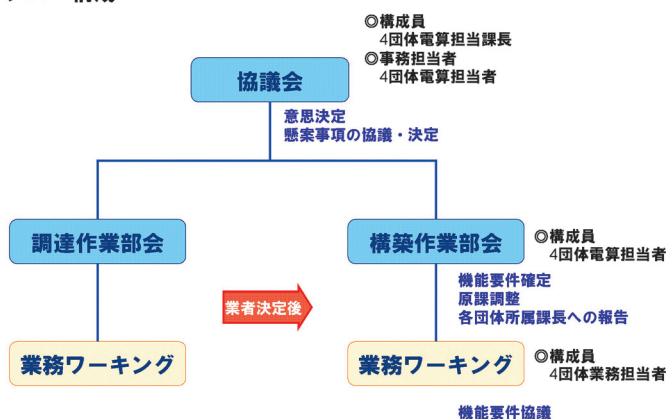 ◎構成員
4団体電算担当課長
◎事務担当者
4団体電算担当者
協議会
意思決定
懸案事項の協議・決定
調達作業部会
構築作業部会
◎構成員
4団体電算担当者
機能要件確定
原課調整
各団体所属課長への報告
業者決定後
業務ワーキング
業務ワーキング
◎構成員
4団体業務担当者
機能要件協議